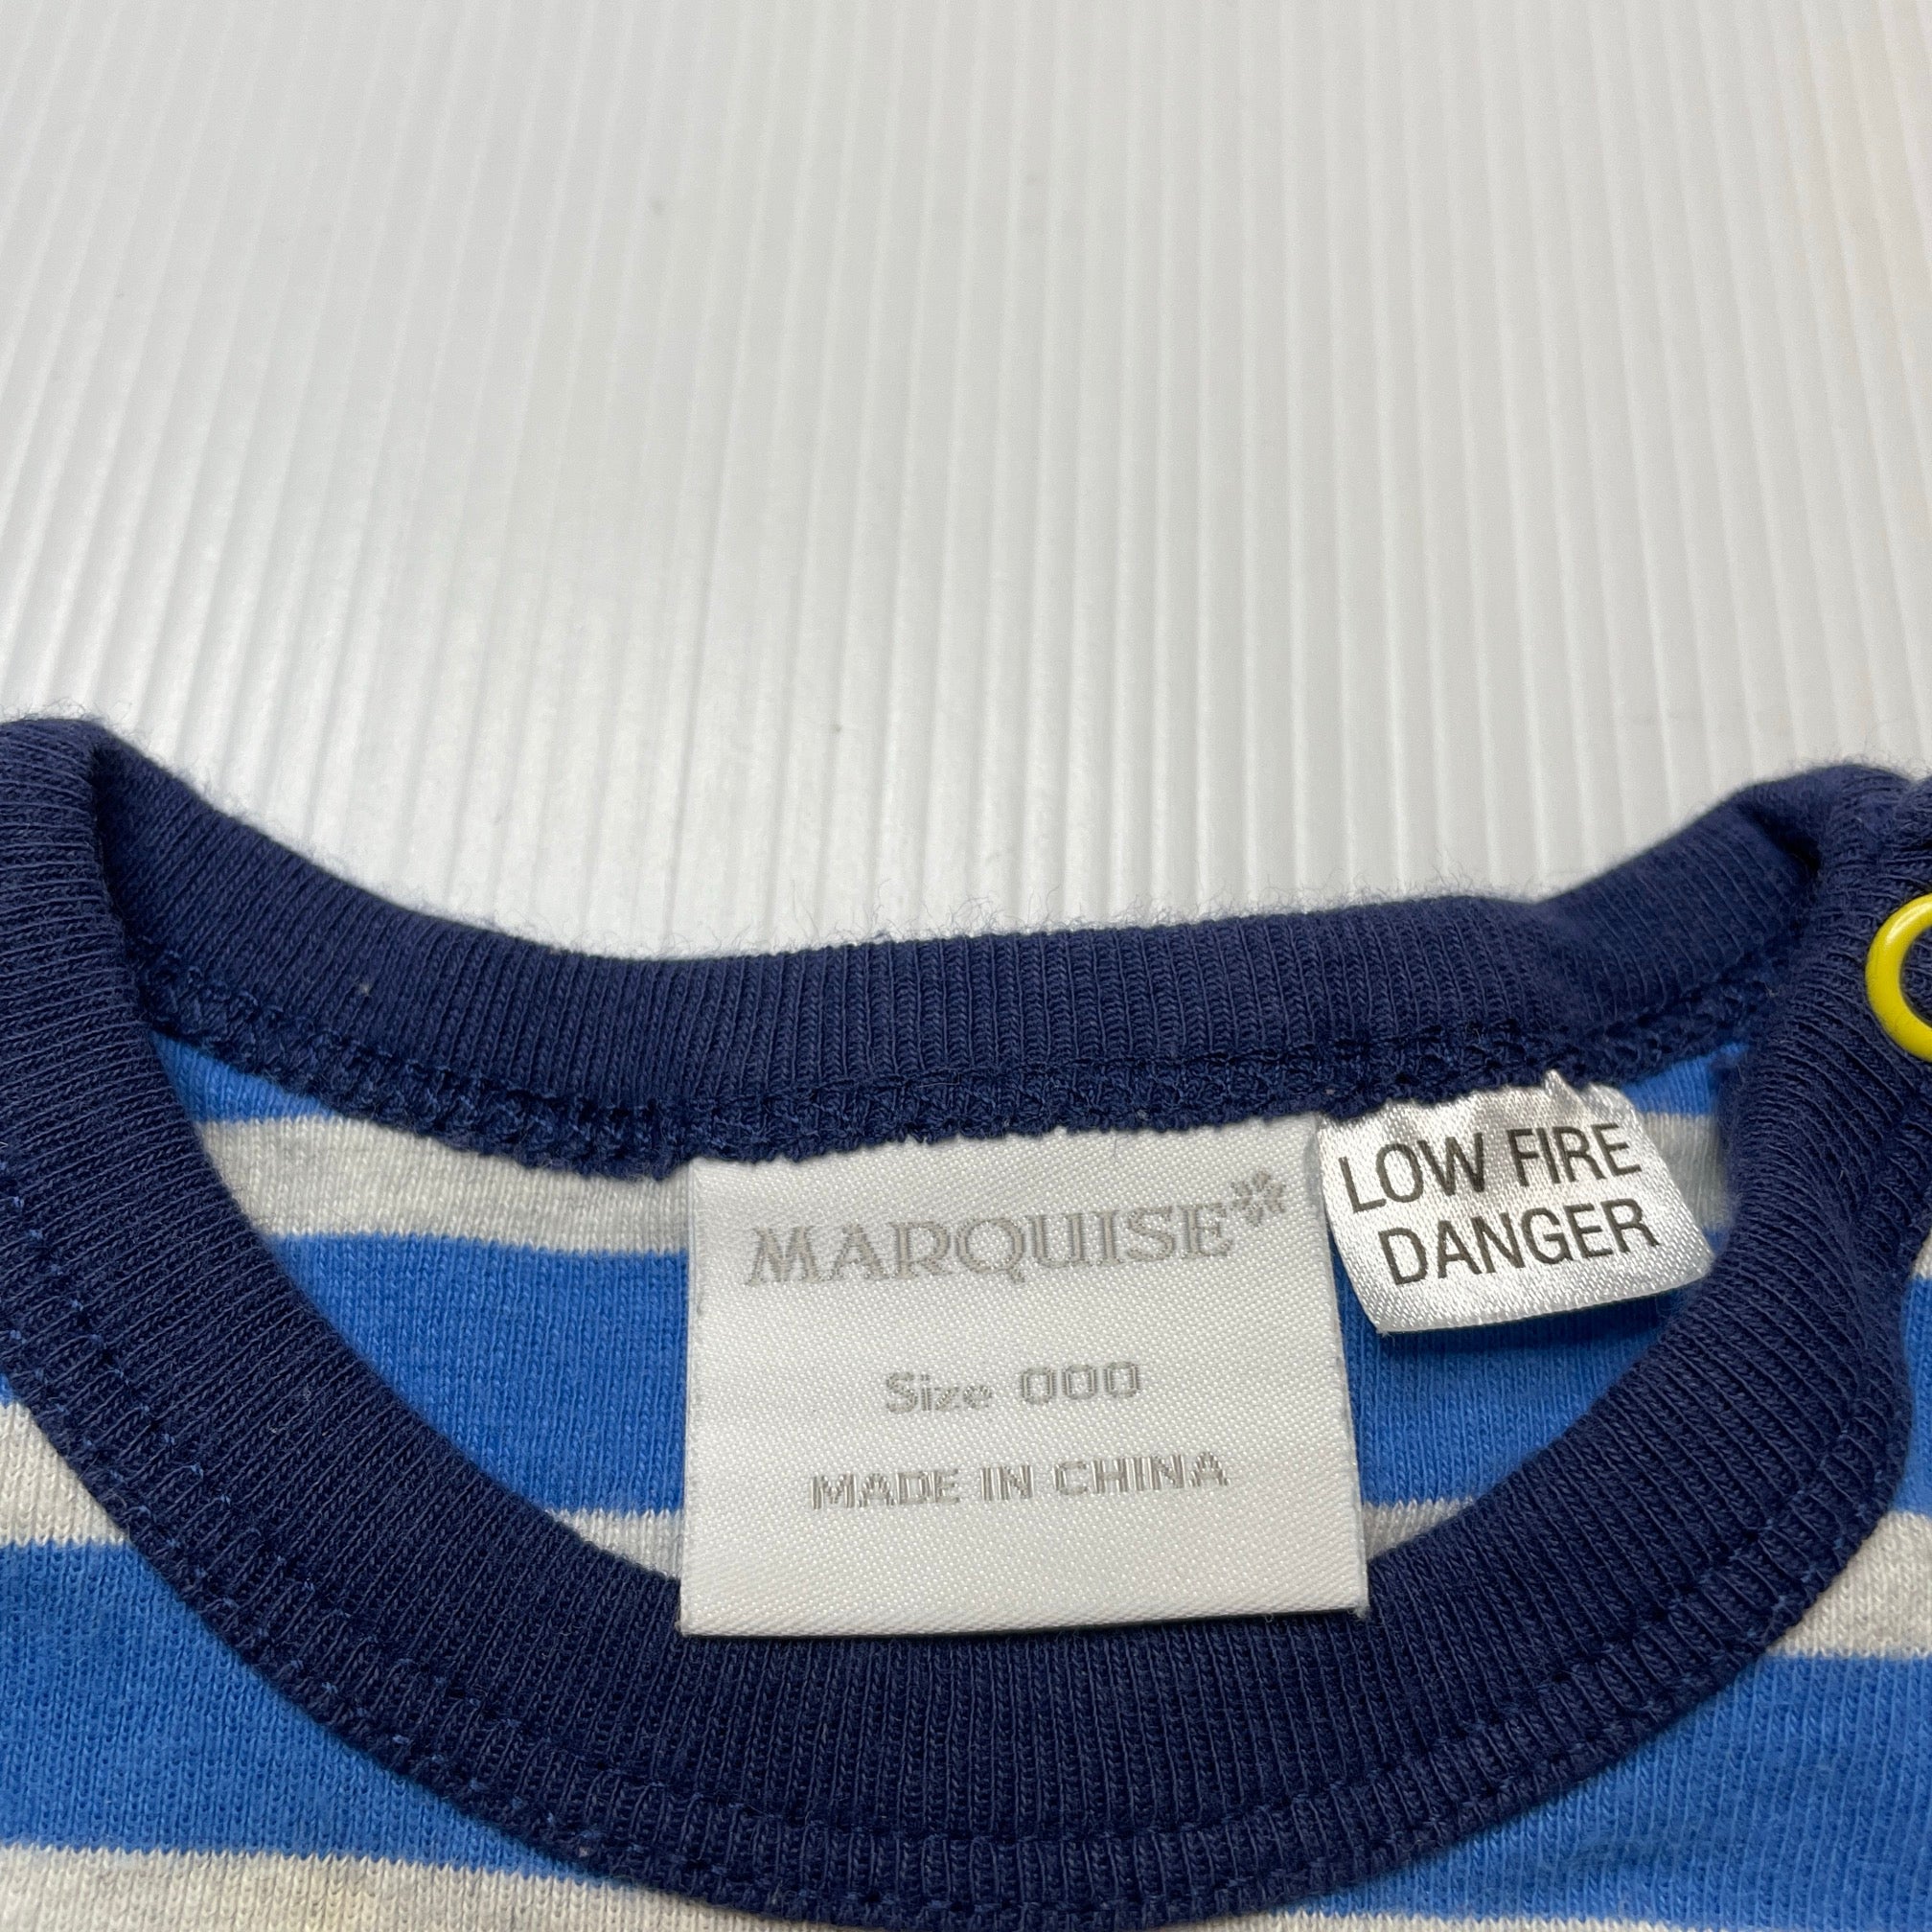 MARQUISE
Size 000
MADE IN CHINA
LOW FIRE
DANGER